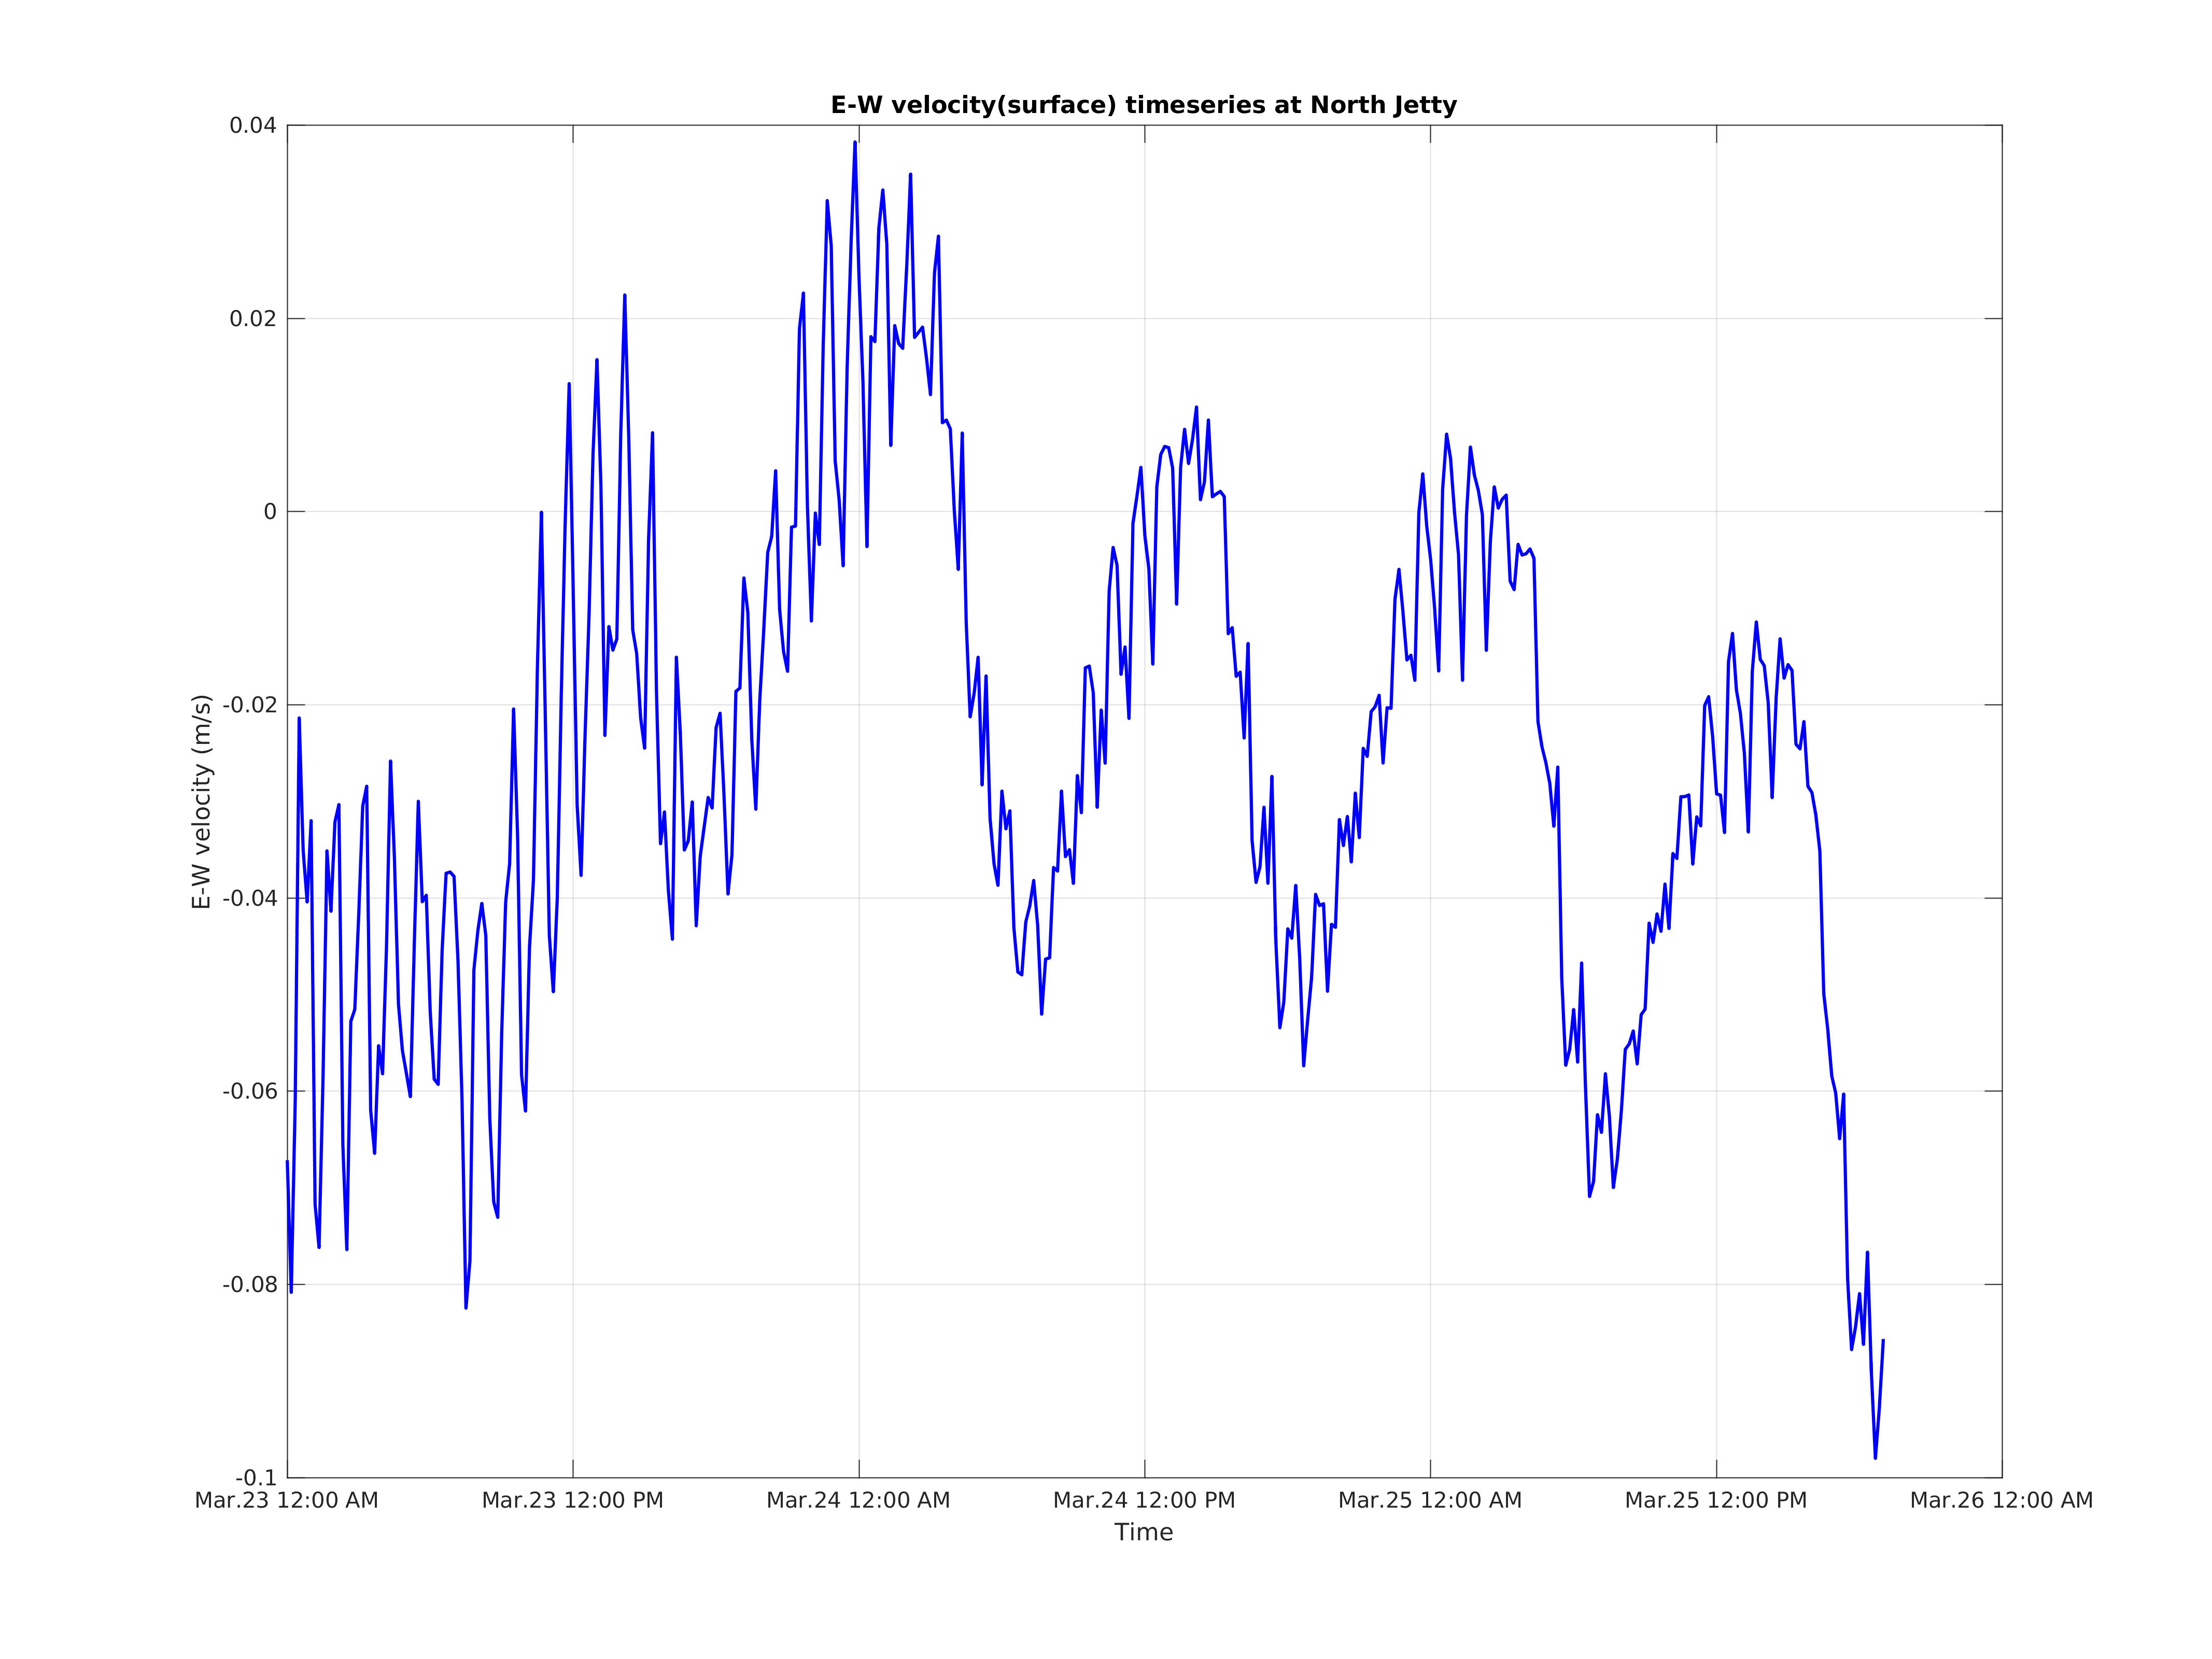 E-W velocity(surface) timeseries at North Jetty
0.04
0.02
0
-0.02
-0.04
-0.06
-0.08
-0.1
E-W velocity (m/s)
Mar.23 12:00 AM Mar.23 12:00 PM Mar.24 12:00 AM Mar.24 12:00 PM Mar.25 12:00 AM Mar.25 12:00 PM Mar.26 12:00 AM
Time